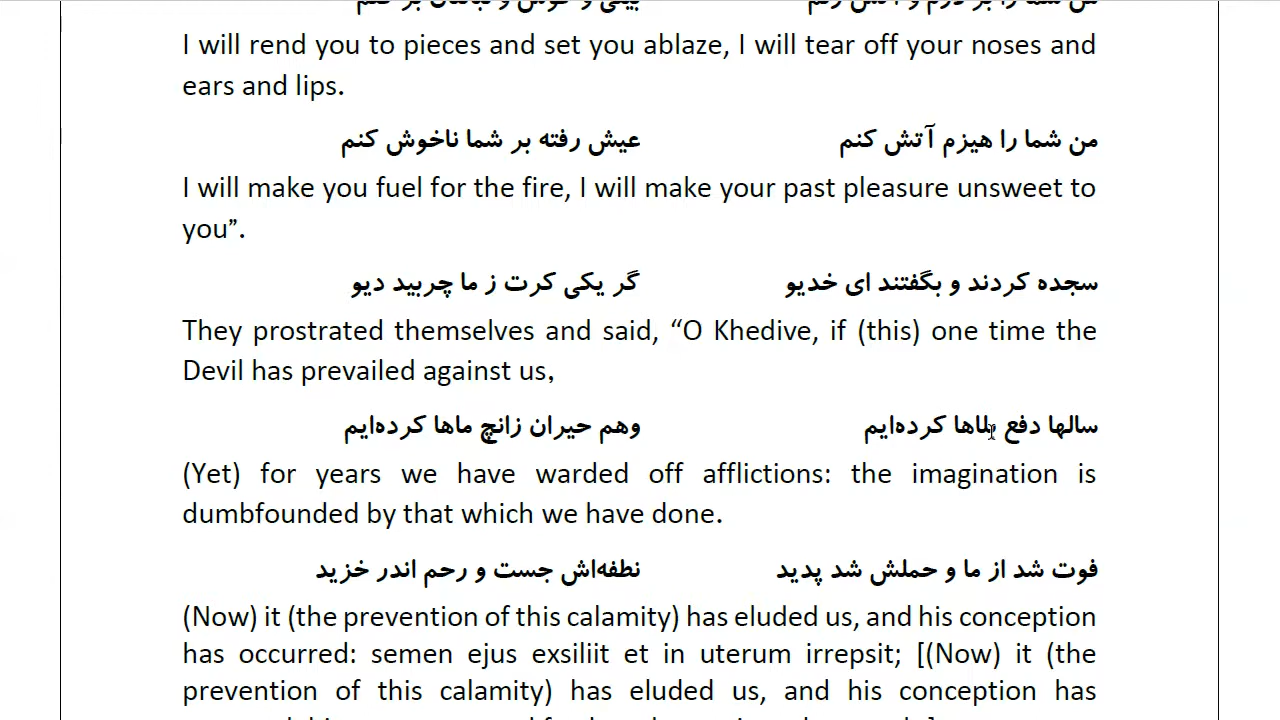 I will rend you to pieces and set you ablaze, I will tear off your noses and
ears and lips.
من شما را هیزم آتش کنم عیش رفته بر شما ناخوش کنم
I will make you fuel for the fire, I will make your past pleasure unsweet to
you”.
سجده کردند و بگفتند ای خدیو گر یکی کرت ز ما چربید دیو
They prostrated themselves and said, “O Khedive, if (this) one time the
Devil has prevailed against us,
سالها دفع بلاها کرده‌ایم وهم حیران زانچ ماها کرده‌ایم
(Yet) for years we have warded off afflictions: the imagination is
dumbfounded by that which we have done.
فوت شد از ما و حملش شد پدید نطفه‌اش جست و رحم اندر خزید
(Now) it (the prevention of this calamity) has eluded us, and his conception
has occurred: semen ejus exsiliit et in uterum irrepsit; [(Now) it (the
prevention of this calamity) has eluded us, and his conception has